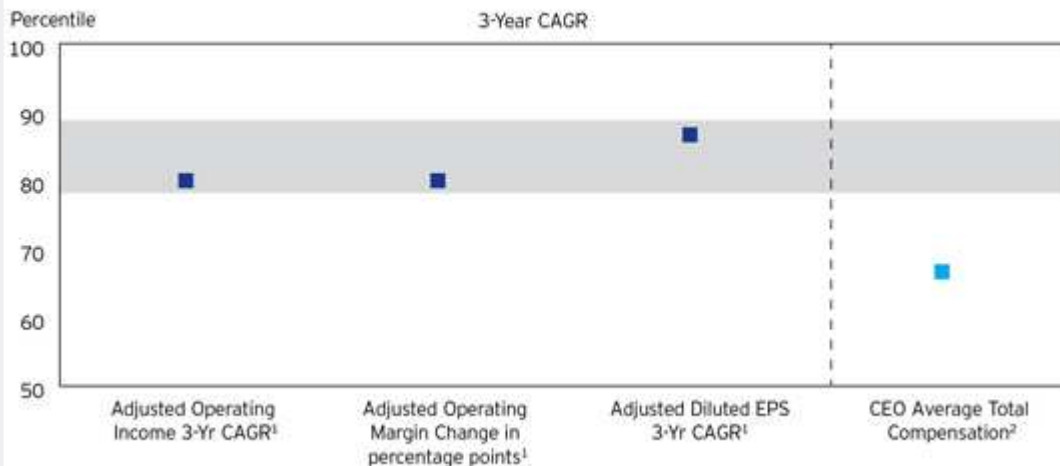 Percentile
3-Year CAGR
100
90
80
70
60
50
Adjusted Operating
Income 3-Yr CAGR¹
Adjusted Operating
Margin Change in
percentage points¹
Adjusted Diluted EPS
3-Yr CAGR¹
CEO Average Total
Compensation²